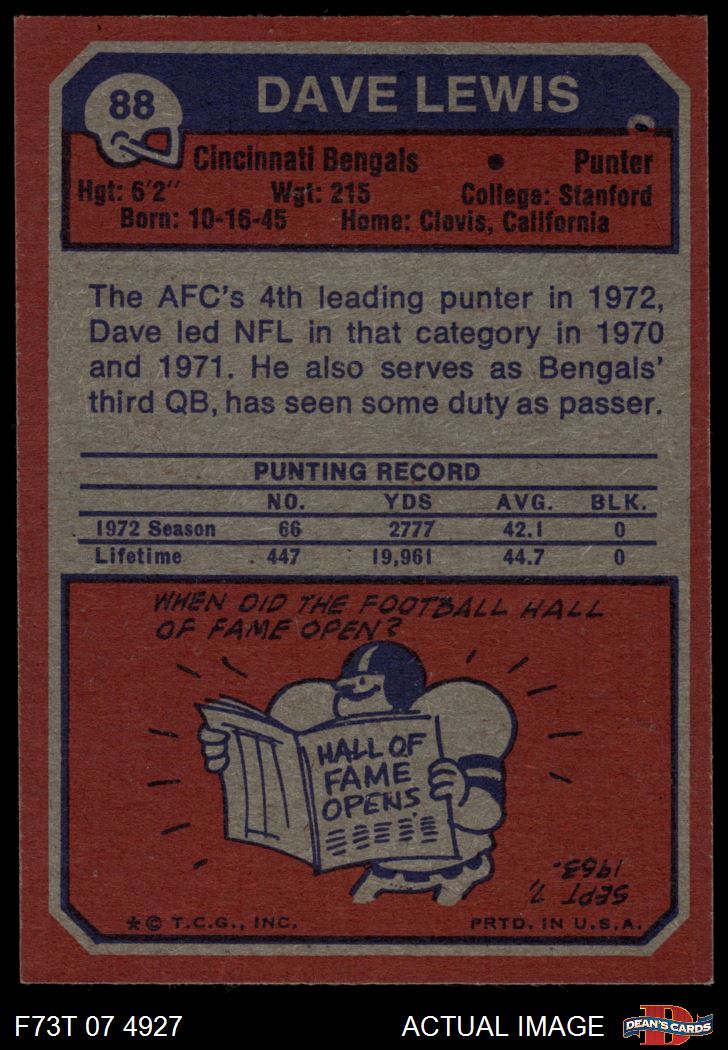 88
DAVE LEWIS
Cincinnati Bengals • Punter
Hgt: 6'2" Wgt: 215 College: Stanford
Born: 10-16-45 Home: Clovis, California
The AFC's 4th leading punter in 1972,
Dave led NFL in that category in 1970
and 1971. He also serves as Bengals'
third QB, has seen some duty as passer.
PUNTING RECORD
NO. YDS AVG. BLK.
1972 Season 66 2777 42.1 0
Lifetime 447 19,961 44.7 0
WHEN DID THE FOOTBALL HALL
OF FAME OPEN?
HALL OF
FAME
OPENS
SEPT 7,
1963.
* © T.C.G., INC. PRTD. IN U.S.A.
F73T 07 4927 ACTUAL IMAGE DEAN'S CARDS